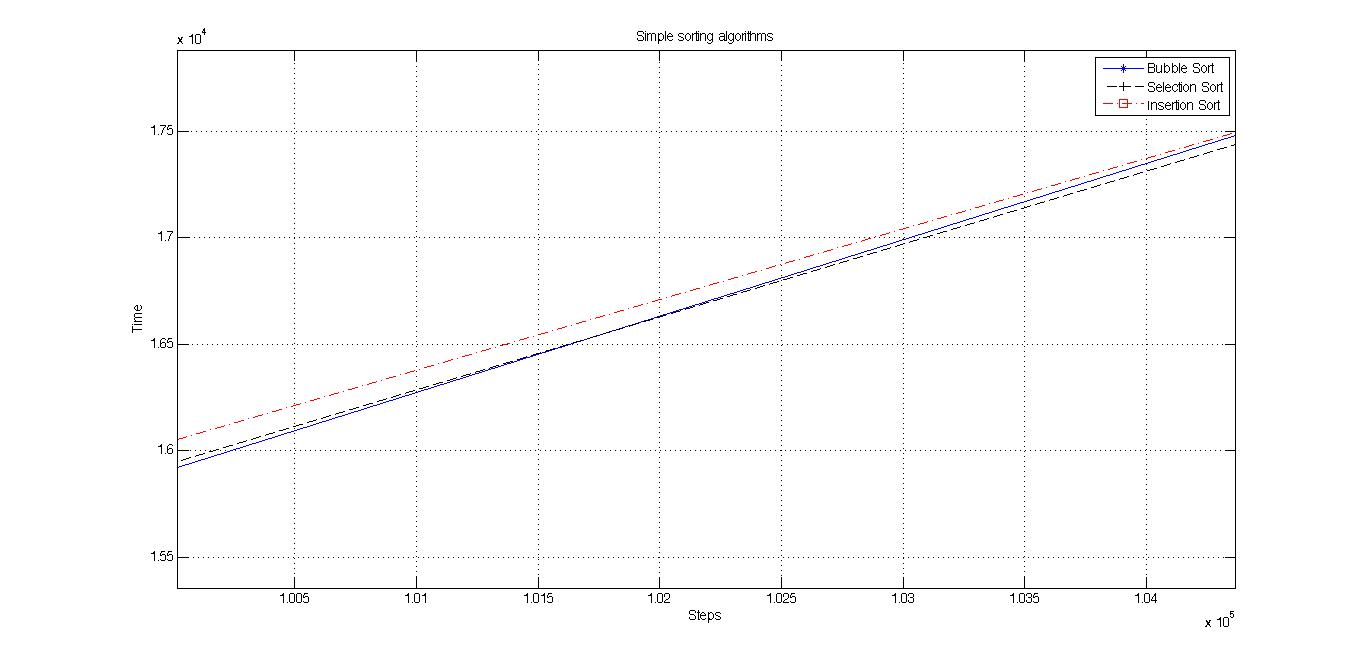 Simple sorting algorithms
x 10^4
Bubble Sort
Selection Sort
Insertion Sort
1.75
1.7
1.65
1.6
1.55
Time
1.005 1.01 1.015 1.02 1.025 1.03 1.035 1.04
Steps
x 10^5